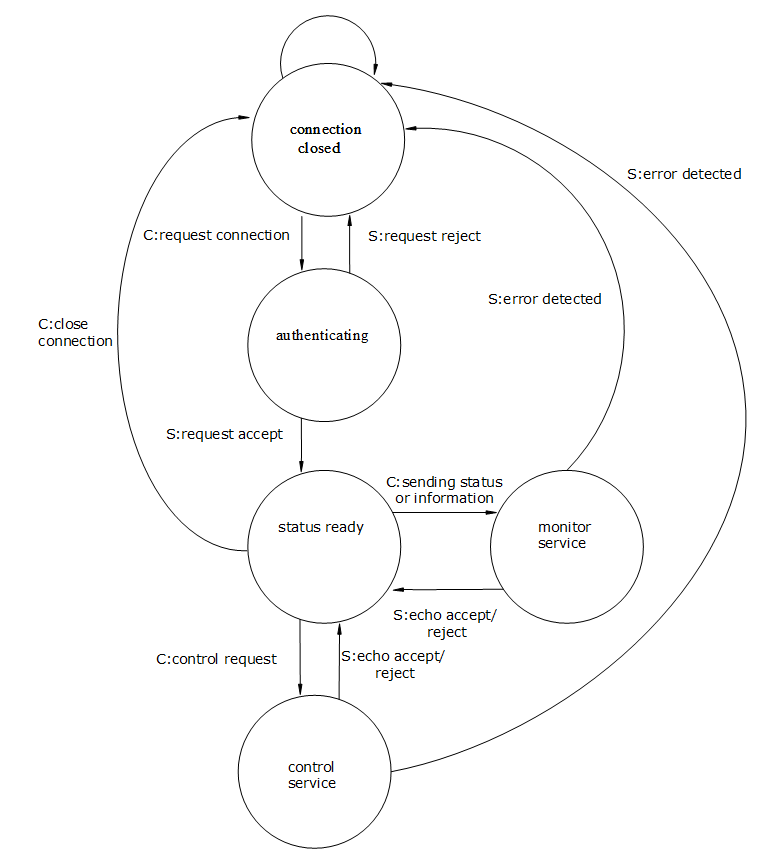 connection
closed
S:error detected
C:request connection
S:request reject
S:error detected
C:close
connection
authenticating
S:request accept
C:sending status
or information
status ready
monitor
service
S:echo accept/
reject
C:control request
S:echo accept/
reject
control
service